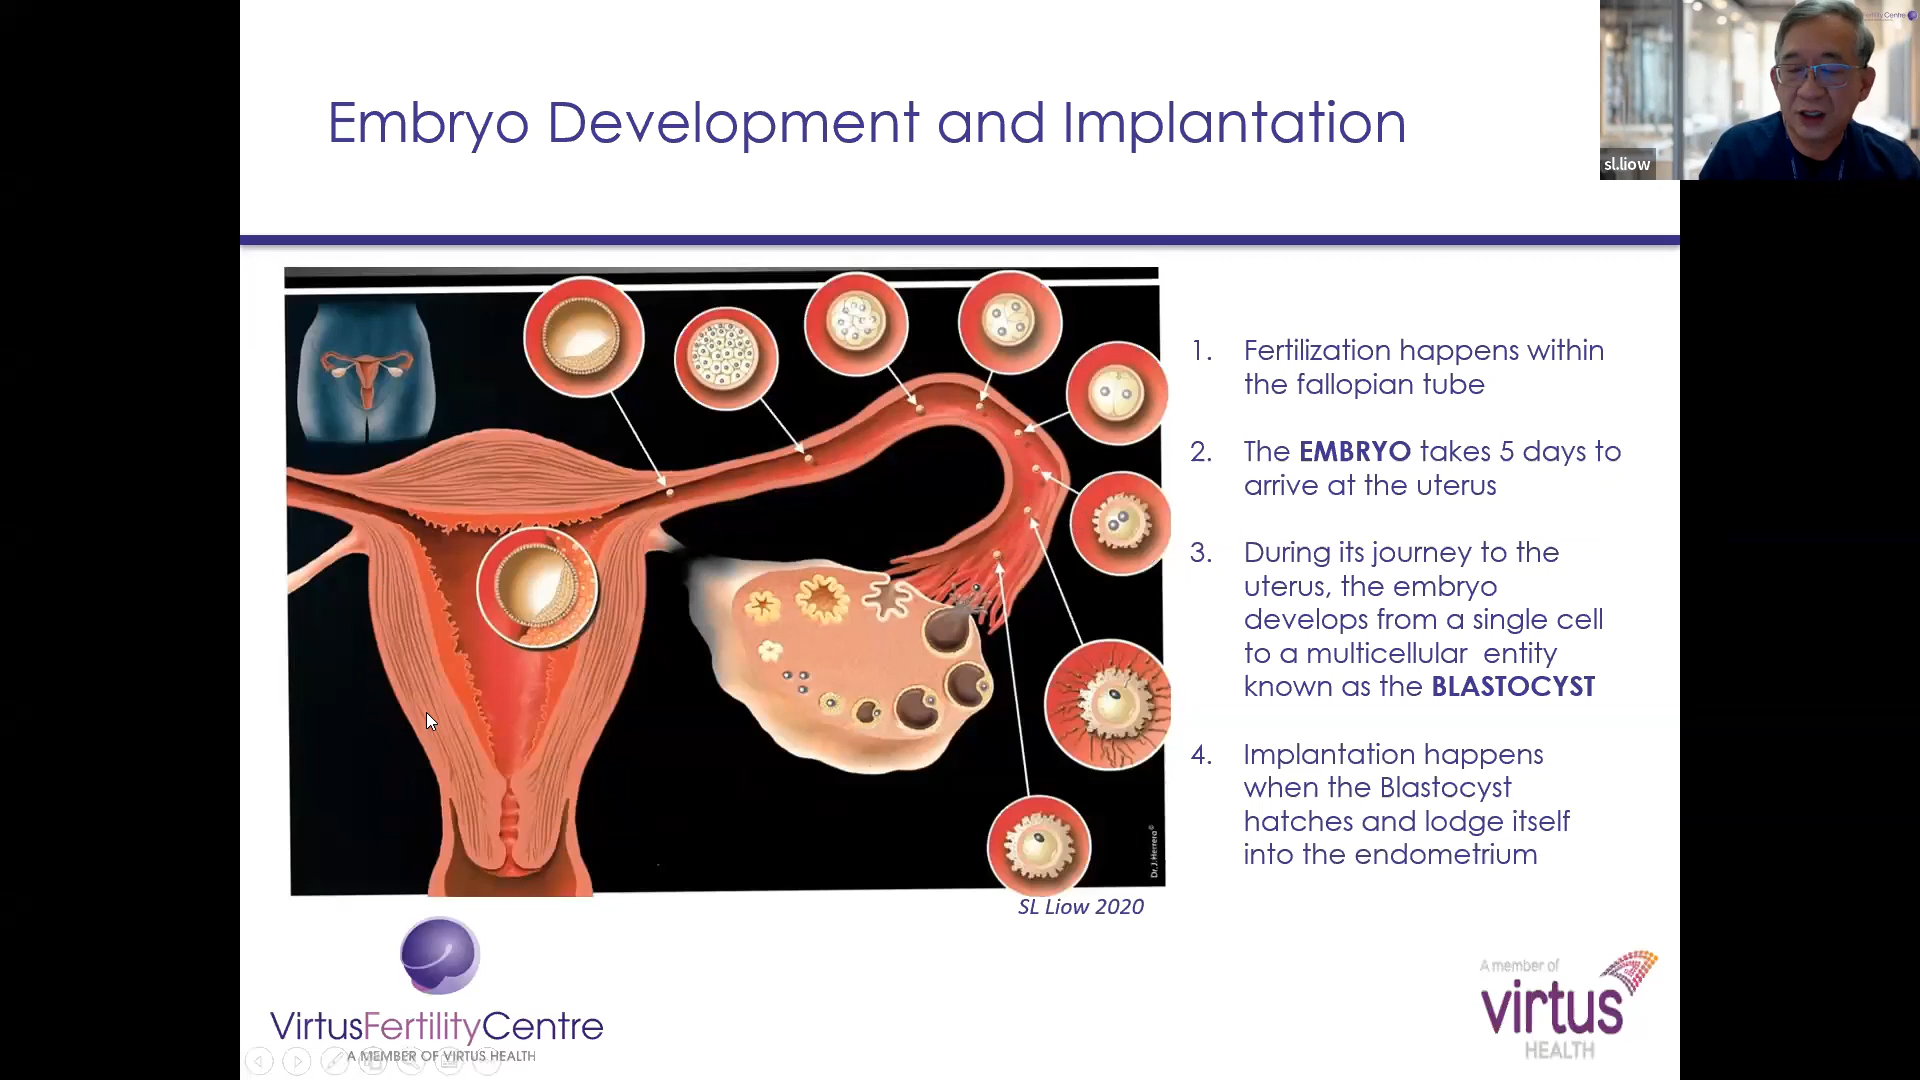 Embryo Development and Implantation
sl.liow
1. Fertilization happens within
the fallopian tube
2. The EMBRYO takes 5 days to
arrive at the uterus
3. During its journey to the
uterus, the embryo
develops from a single cell
to a multicellular entity
known as the BLASTOCYST
4. Implantation happens
when the Blastocyst
hatches and lodge itself
into the endometrium
Dr.J.Herrera©
SL Liow 2020
VirtusFertilityCentre
A MEMBER OF VIRTUS HEALTH
A member of
virtus
HEALTH